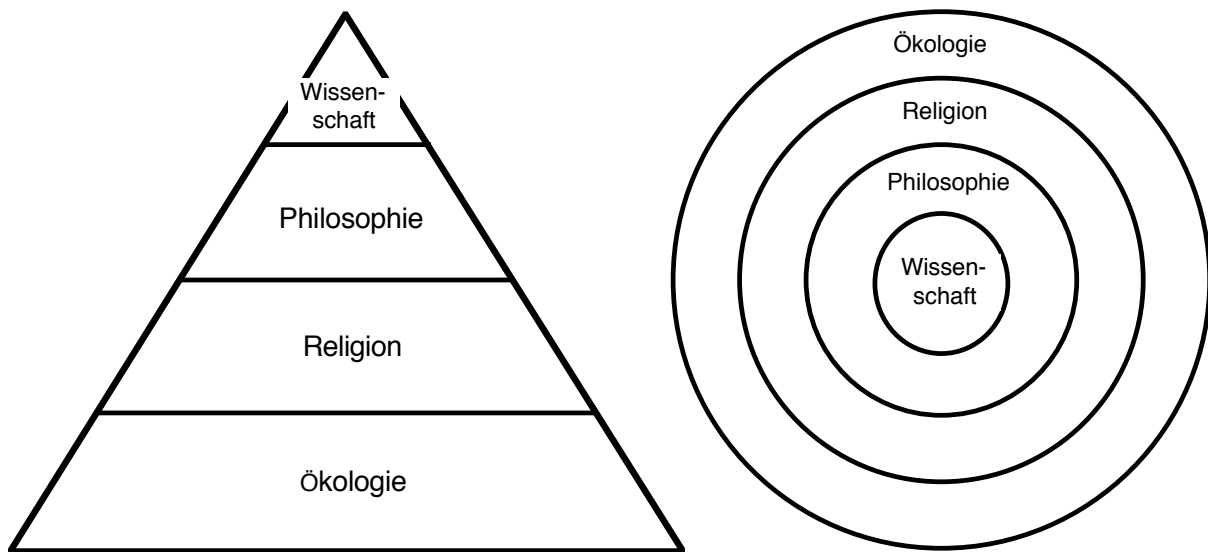 Wissen-
schaft
Philosophie
Religion
Ökologie
Ökologie
Religion
Philosophie
Wissen-
schaft